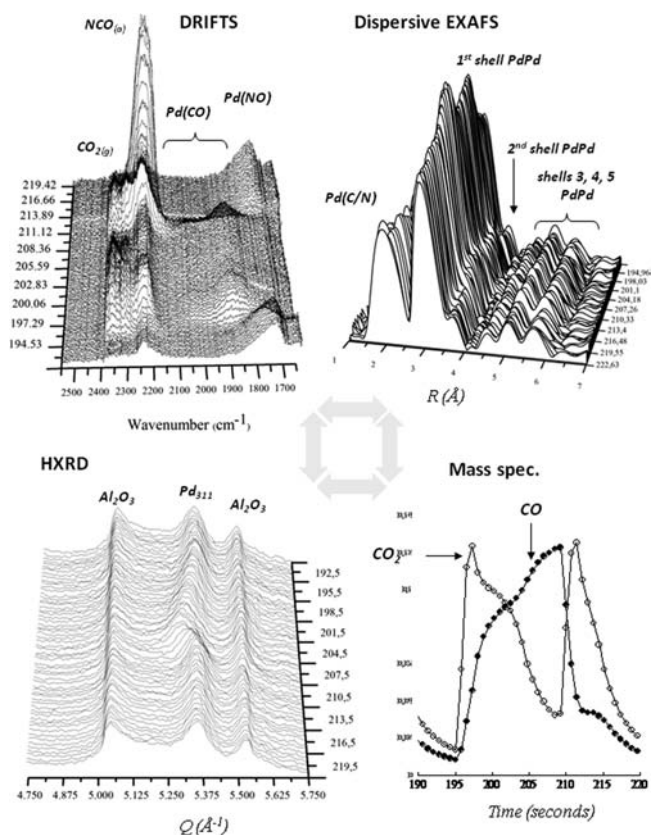 DRIFTS
NCO(a)
Pd(NO)
Pd(CO)
CO2(g)
219.42
216.66
213.89
211.12
208.36
205.59
202.83
200.06
197.29
194.53
2500 2400 2300 2200 2100 2000 1900 1800 1700
Wavenumber (cm-1)
Dispersive EXAFS
1st shell PdPd
2nd shell PdPd
shells 3, 4, 5
PdPd
Pd(C/N)
194,96
198,03
201,1
204,18
207,26
210,33
213,4
216,48
219,55
222,63
1 2 3 4 5 6 7
R (Å)
HXRD
Al2O3 Pd311 Al2O3
192,5
195,5
198,5
201,5
204,5
207,5
210,5
213,5
216,5
219,5
4.750 4.875 5.000 5.125 5.250 5.375 5.500 5.625 5.750
Q (Å-1)
Mass spec.
CO
CO2
190 195 200 205 210 215 220
Time (seconds)